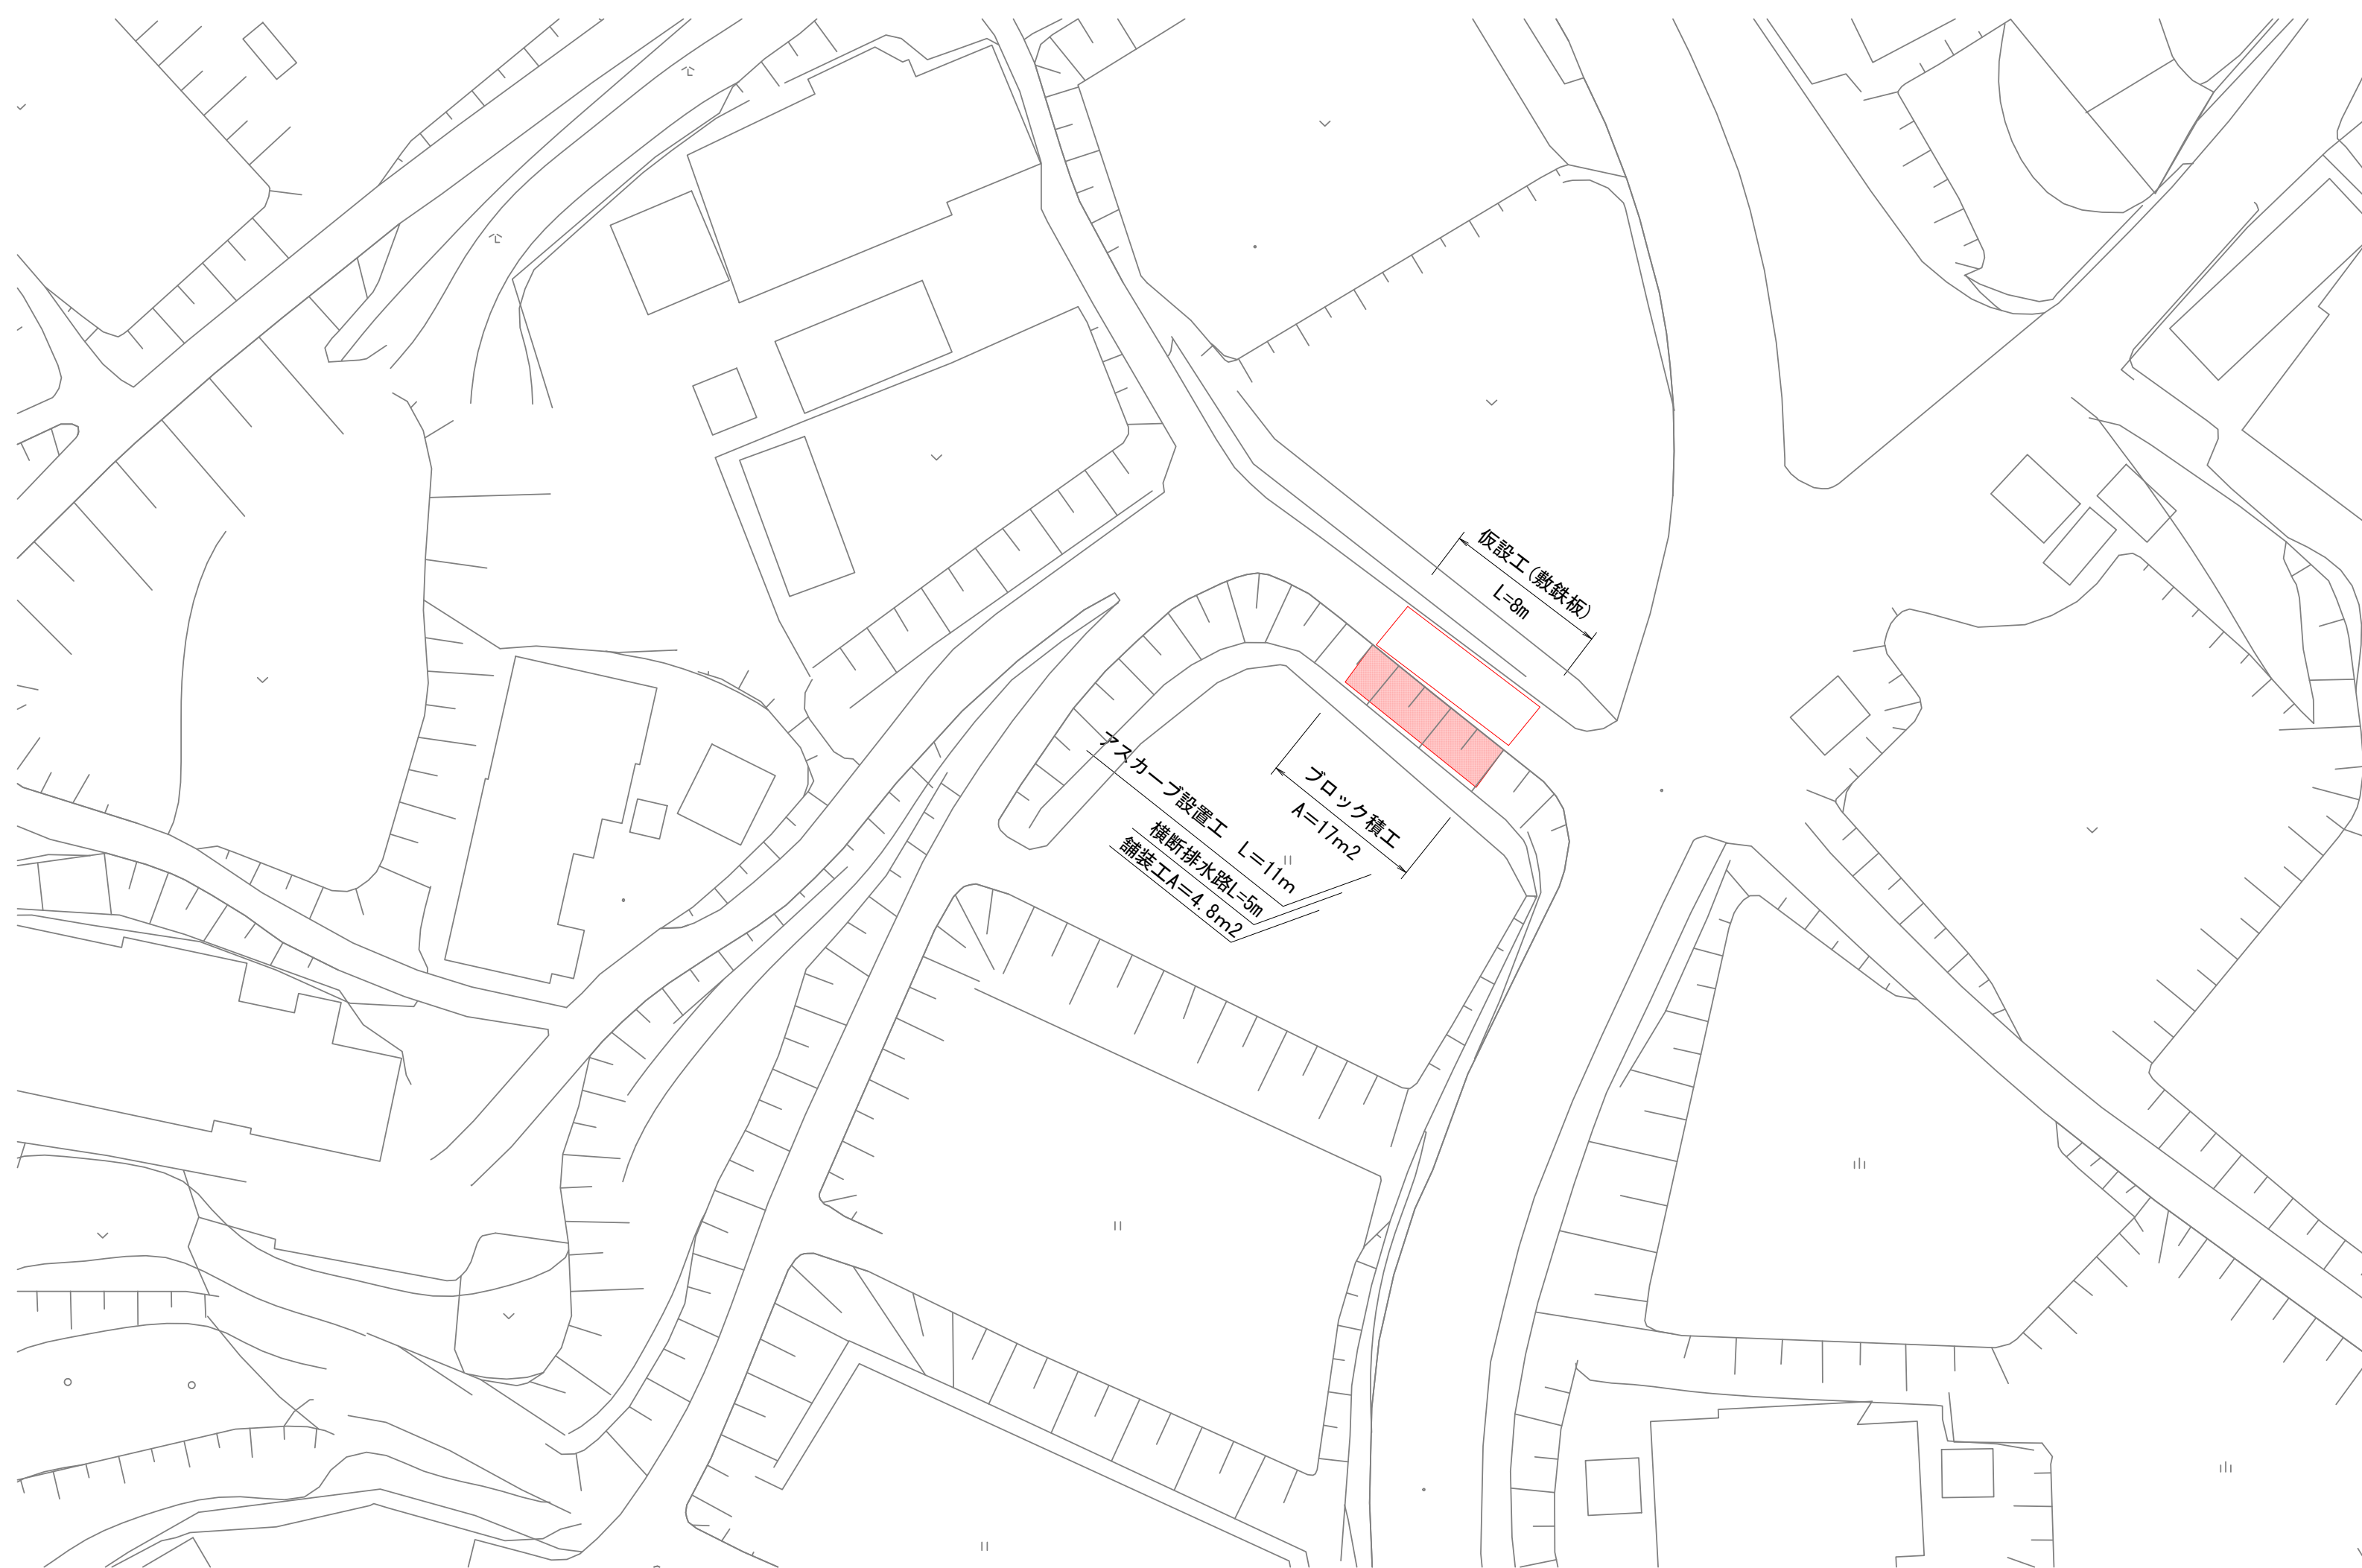 仮設工(敷鉄板)
L=8m
ブロック積工
A=17m2
アスカーブ設置工 L=11m
横断排水路L=5m
舗装工A=4.8m2